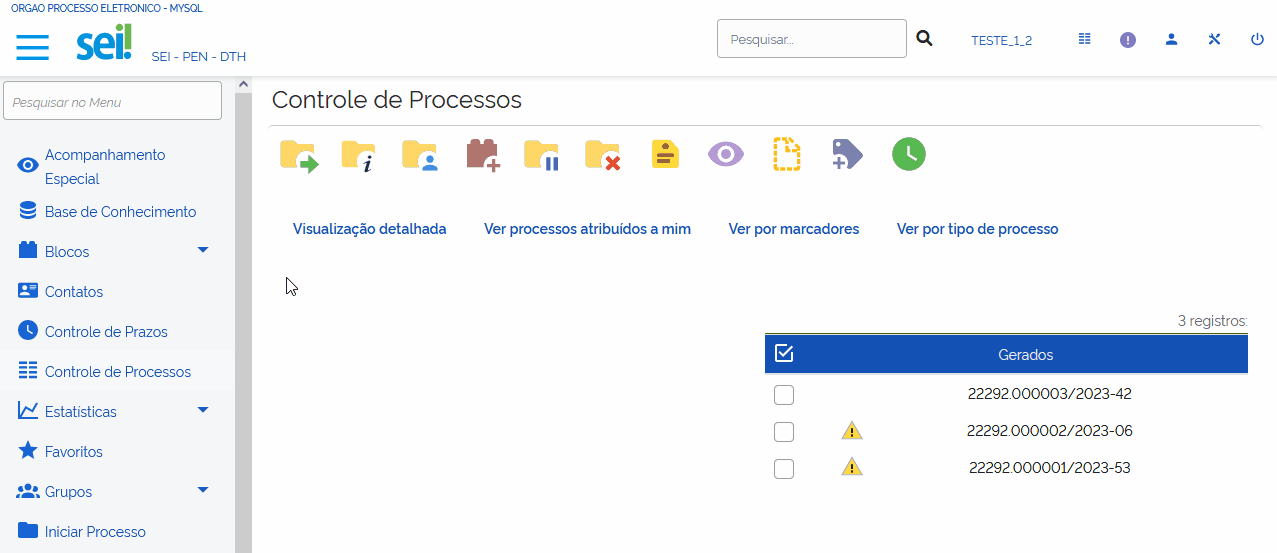 ORGAO PROCESSO ELETRONICO - MYSQL
sei!
SEI - PEN - DTH
Pesquisar...
TESTE_1_2
Pesquisar no Menu
Acompanhamento
Especial
Base de Conhecimento
Blocos
Contatos
Controle de Prazos
Controle de Processos
Estatísticas
Favoritos
Grupos
Iniciar Processo
Controle de Processos
Visualização detalhada
Ver processos atribuídos a mim
Ver por marcadores
Ver por tipo de processo
3 registros:
Gerados
22292.000003/2023-42
22292.000002/2023-06
22292.000001/2023-53